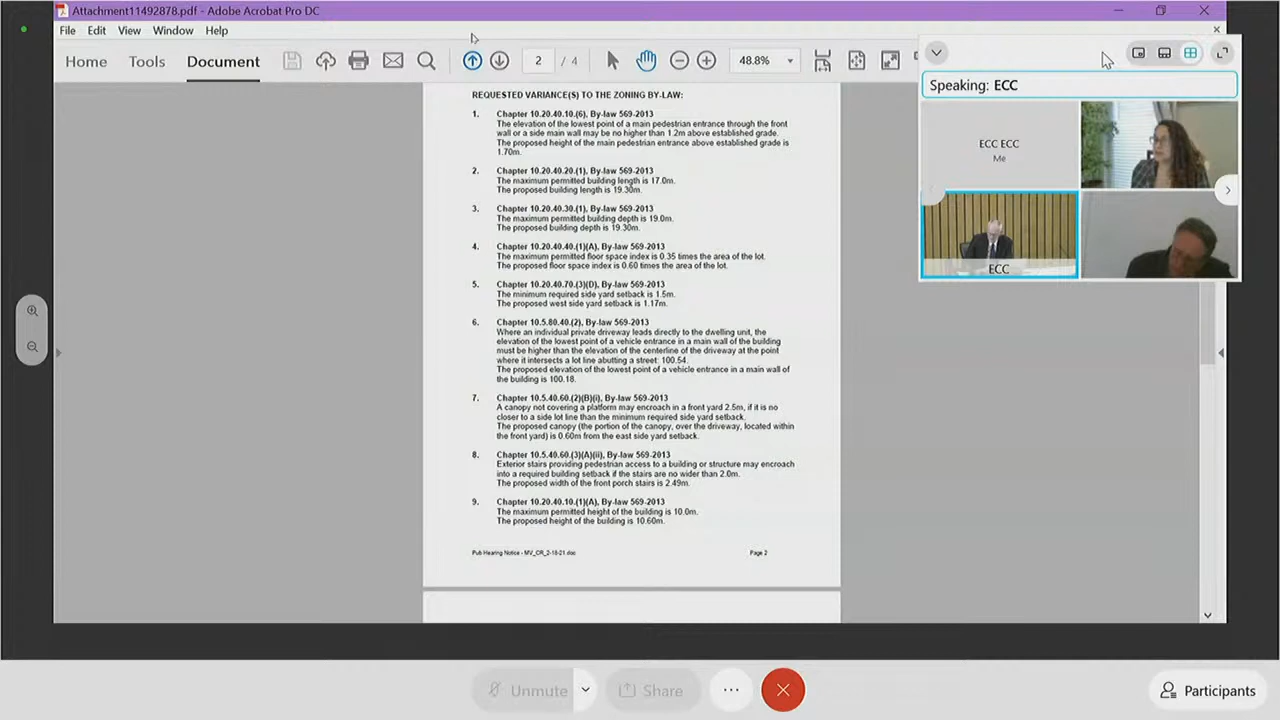 Attachment11492878.pdf - Adobe Acrobat Pro DC
File Edit View Window Help
Home Tools Document 2 / 4 48.8%
REQUESTED VARIANCE(S) TO THE ZONING BY-LAW:
1. Chapter 10.20.40.10.(6), By-law 569-2013
The elevation of the lowest point of a main pedestrian entrance through the front
wall or a side main wall may be no higher than 1.2m above established grade.
The proposed height of the main pedestrian entrance above established grade is
1.70m.
2. Chapter 10.20.40.20.(1), By-law 569-2013
The maximum permitted building length is 17.0m.
The proposed building length is 19.30m.
3. Chapter 10.20.40.30.(1), By-law 569-2013
The maximum permitted building depth is 19.0m.
The proposed building depth is 19.30m.
4. Chapter 10.20.40.40.(1)(A), By-law 569-2013
The maximum permitted floor space index is 0.35 times the area of the lot.
The proposed floor space index is 0.60 times the area of the lot.
5. Chapter 10.20.40.70.(3)(D), By-law 569-2013
The minimum required side yard setback is 1.5m.
The proposed west side yard setback is 1.17m.
6. Chapter 10.5.80.40.(2), By-law 569-2013
Where an individual private driveway leads directly to the dwelling unit, the
elevation of the lowest point of a vehicle entrance in a main wall of the building
must be higher than the elevation of the centerline of the driveway at the point
where it intersects a lot line abutting a street: 100.54.
The proposed elevation of the lowest point of a vehicle entrance in a main wall of
the building is 100.18.
7. Chapter 10.5.40.60.(2)(B)(i), By-law 569-2013
A canopy not covering a platform may encroach in a front yard 2.5m, if it is no
closer to a side lot line than the minimum required side yard setback.
The proposed canopy (the portion of the canopy, over the driveway, located within
the front yard) is 0.60m from the east side yard setback.
8. Chapter 10.5.40.60.(3)(A)(ii), By-law 569-2013
Exterior stairs providing pedestrian access to a building or structure may encroach
into a required building setback if the stairs are no wider than 2.0m.
The proposed width of the front porch stairs is 2.49m.
9. Chapter 10.20.40.10.(1)(A), By-law 569-2013
The maximum permitted height of the building is 10.0m.
The proposed height of the building is 10.60m.
Pub Hearing Notice - MV_CR_2-18-21.doc Page 2
Speaking: ECC
ECC ECC
Me
ECC
Unmute Share ... Participants